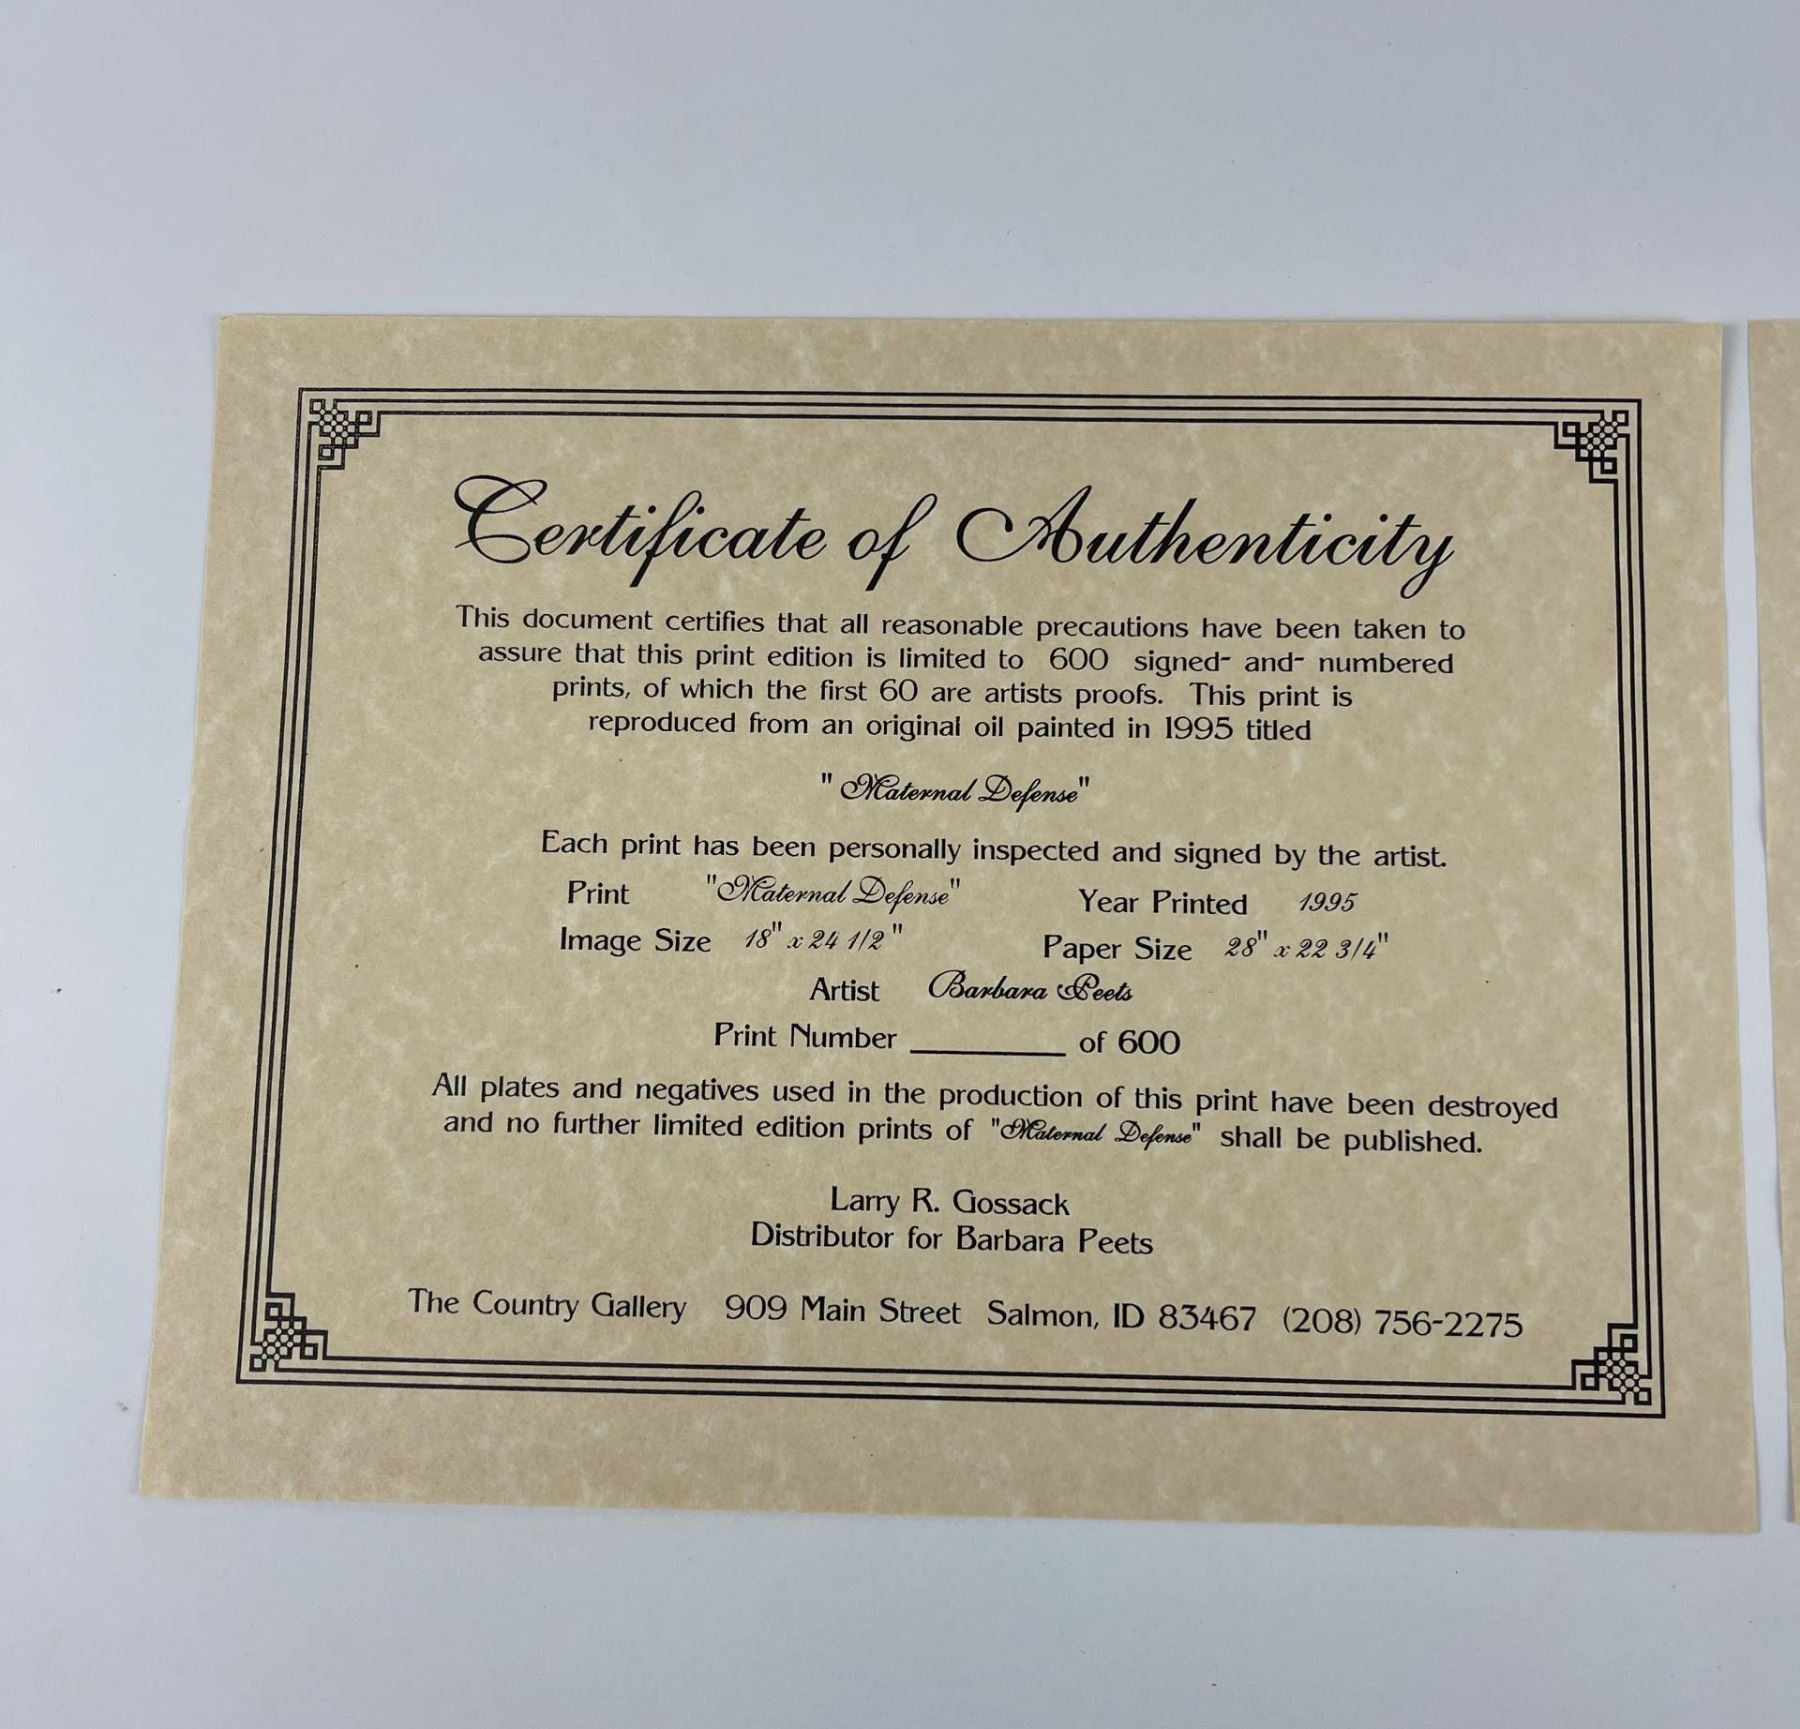 Certificate of Authenticity
This document certifies that all reasonable precautions have been taken to
assure that this print edition is limited to 600 signed- and- numbered
prints, of which the first 60 are artists proofs. This print is
reproduced from an original oil painted in 1995 titled
" Maternal Defense"
Each print has been personally inspected and signed by the artist.
Print "Maternal Defense" Year Printed 1995
Image Size 18" x 24 1/2 " Paper Size 28" x 22 3/4"
Artist Barbara Peets
Print Number __________ of 600
All plates and negatives used in the production of this print have been destroyed
and no further limited edition prints of "Maternal Defense" shall be published.
Larry R. Gossack
Distributor for Barbara Peets
The Country Gallery 909 Main Street Salmon, ID 83467 (208) 756-2275